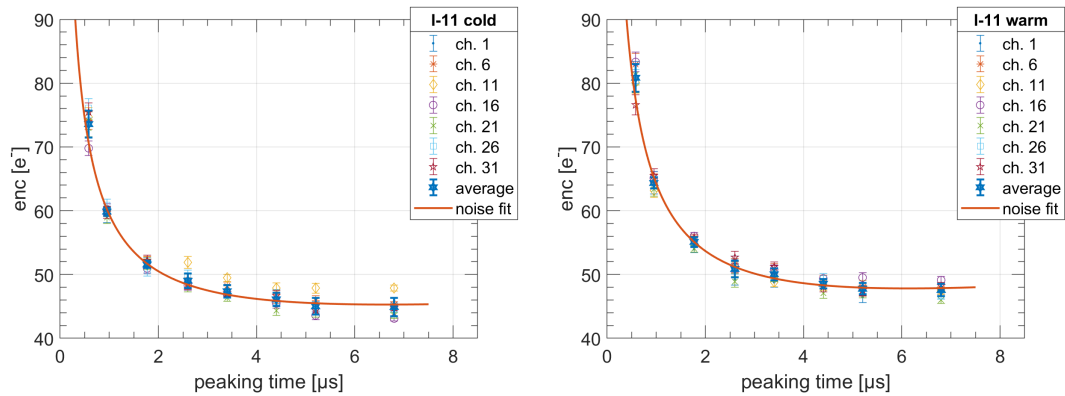 I-11 cold
ch. 1
ch. 6
ch. 11
ch. 16
ch. 21
ch. 26
ch. 31
average
noise fit
90
80
70
60
50
40
enc [e⁻]
0
2
4
6
8
peaking time [µs]
I-11 warm
ch. 1
ch. 6
ch. 11
ch. 16
ch. 21
ch. 26
ch. 31
average
noise fit
90
80
70
60
50
40
enc [e⁻]
0
2
4
6
8
peaking time [µs]